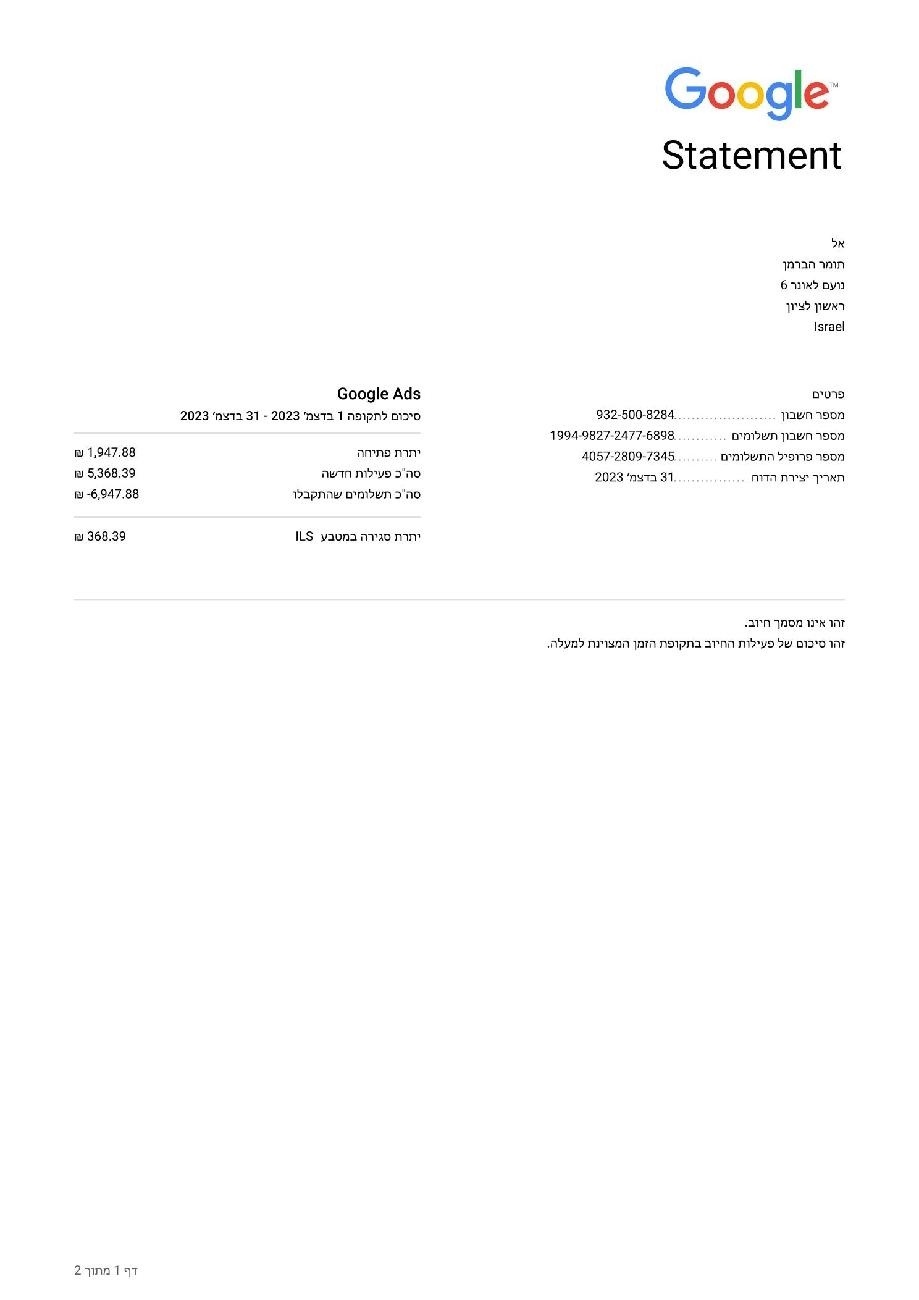 Google™
Statement
אל
תומר הברמן
נועם לאונר 6
ראשון לציון
Israel
פרטים
מספר חשבון ...................... 932-500-8284
מספר חשבון תשלומים ............ 1994-9827-2477-6898
מספר פרופיל התשלומים ......... 4057-2809-7345
תאריך יצירת הדוח ................ 31 בדצמ׳ 2023
Google Ads
סיכום לתקופה 1 בדצמ׳ 2023 - 31 בדצמ׳ 2023
יתרת פתיחה 1,947.88 ₪
סה"כ פעילות חדשה 5,368.39 ₪
סה"כ תשלומים שהתקבלו -6,947.88 ₪
יתרת סגירה במטבע ILS 368.39 ₪
זהו אינו מסמך חיוב.
זהו סיכום של פעילות החיוב בתקופת הזמן המצוינת למעלה.
דף 1 מתוך 2